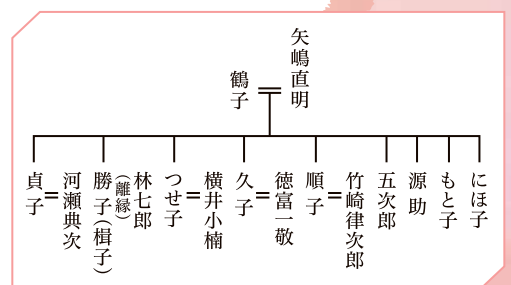 矢嶋直明
鶴子
にほ子
もと子
源助
五次郎
竹崎律次郎
順子
徳富一敬
久子
横井小楠
つせ子
林七郎
（離縁）
勝子（楫子）
河瀬典次
貞子